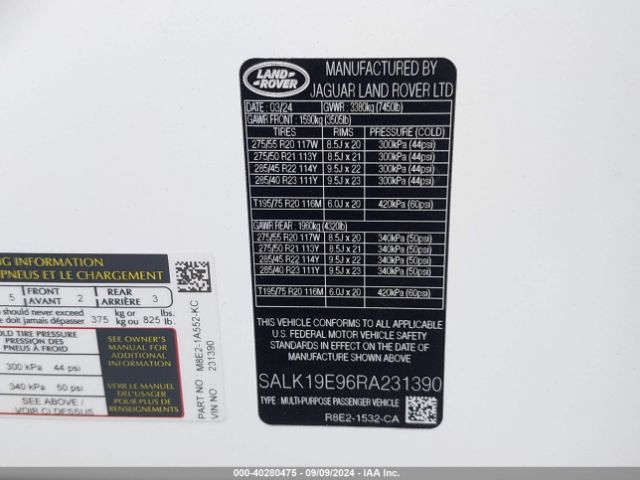 LAND ROVER
MANUFACTURED BY
JAGUAR LAND ROVER LTD
DATE : 03/24 GVWR : 3380kg (7450lb)
GAWR FRONT : 1590kg (3505lb)
TIRES RIMS PRESSURE (COLD)
275/55 R20 117W 8.5J x 20 300kPa (44psi)
275/50 R21 113Y 8.5J x 21 300kPa (44psi)
285/45 R22 114Y 9.5J x 22 300kPa (44psi)
285/40 R23 111Y 9.5J x 23 300kPa (44psi)
T195/75 R20 116M 6.0J x 20 420kPa (60psi)
GAWR REAR : 1960kg (4320lb)
275/55 R20 117W 8.5J x 20 340kPa (50psi)
275/50 R21 113Y 8.5J x 21 340kPa (50psi)
285/45 R22 114Y 9.5J x 22 340kPa (50psi)
285/40 R23 111Y 9.5J x 23 340kPa (50psi)
T195/75 R20 116M 6.0J x 20 420kPa (60psi)
THIS VEHICLE CONFORMS TO ALL APPLICABLE
U.S. FEDERAL MOTOR VEHICLE SAFETY
STANDARDS IN EFFECT ON THE DATE OF
MANUFACTURE SHOWN ABOVE
SALK19E96RA231390
TYPE : MULTI-PURPOSE PASSENGER VEHICLE
R8E2-1532-CA
NG INFORMATION
PNEUS ET LE CHARGEMENT
5 FRONT AVANT 2 REAR ARRIÈRE 3
should never exceed kg or lbs.
doit jamais dépasser 375 kg ou 825 lb.
OLD TIRE PRESSURE
PRESSION DES
PNEUS À FROID
300 kPa 44 psi
340 kPa 50 psi
SEE ABOVE /
VOIR CI-DESSUS
SEE OWNER'S
MANUAL FOR
ADDITIONAL
INFORMATION
VOIR LE MANUEL
DE L'USAGER
POUR PLUS DE
RENSEIGNEMENTS
PART NO M8E2-1A552-KC
VIN NO 231390
000-40280475 - 09/09/2024 - IAAI.COM